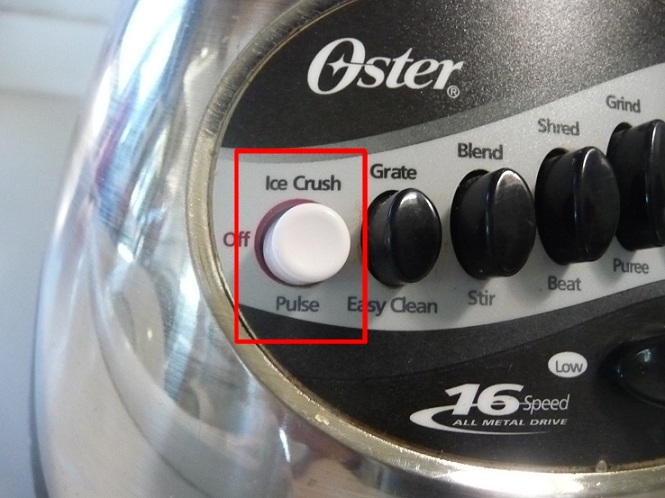 Oster®
Ice Crush
Grate
Blend
Shred
Grind
Off
Pulse
Easy Clean
Stir
Beat
Puree
Low
16 Speed
ALL METAL DRIVE